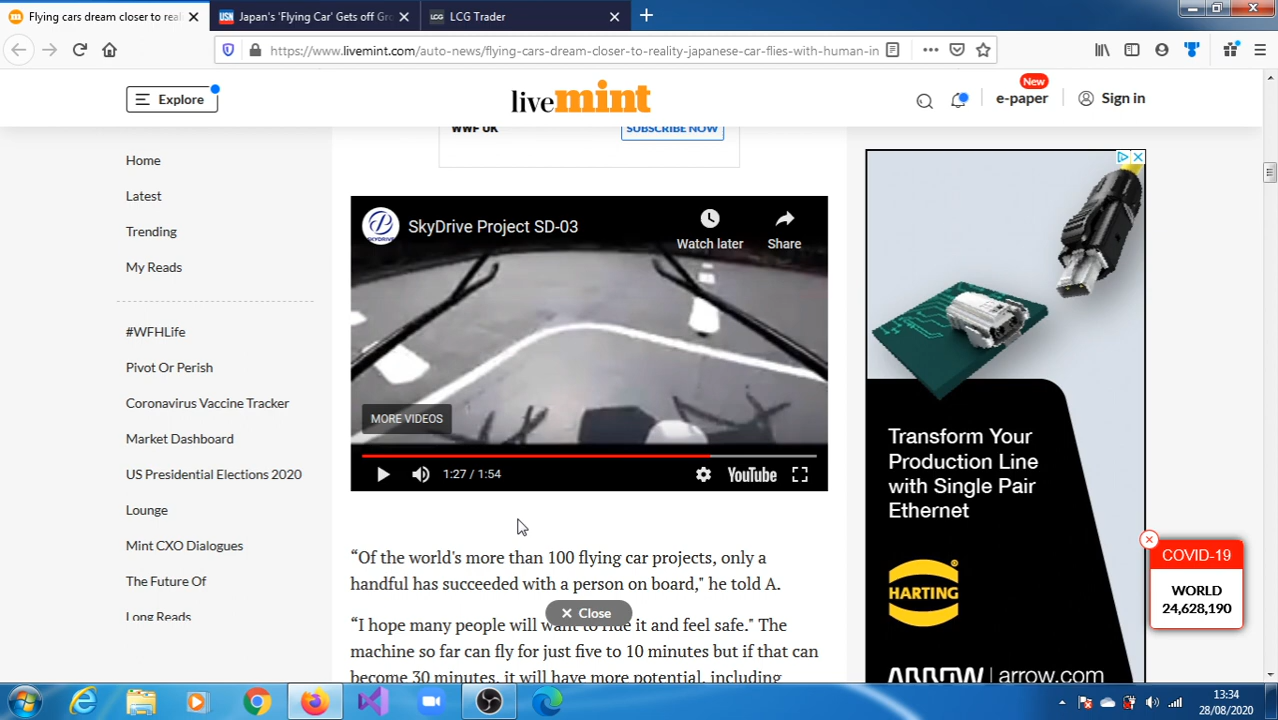 Flying cars dream closer to real
Japan's 'Flying Car' Gets off Gro
LCG Trader
https://www.livemint.com/auto-news/flying-cars-dream-closer-to-reality-japanese-car-flies-with-human-in
Explore
livemint
New
e-paper
Sign in
WWF UK
SUBSCRIBE NOW
Home
Latest
Trending
My Reads
#WFHLife
Pivot Or Perish
Coronavirus Vaccine Tracker
Market Dashboard
US Presidential Elections 2020
Lounge
Mint CXO Dialogues
The Future Of
Long Reads
SKYDRIVE
SkyDrive Project SD-03
Watch later
Share
MORE VIDEOS
1:27 / 1:54
YouTube
“Of the world's more than 100 flying car projects, only a
handful has succeeded with a person on board," he told A.
Close
“I hope many people will want to ride it and feel safe." The
machine so far can fly for just five to 10 minutes but if that can
become 30 minutes, it will have more potential, including
Transform Your
Production Line
with Single Pair
Ethernet
HARTING
ARROW arrow.com
COVID-19
WORLD
24,628,190
13:34
28/08/2020